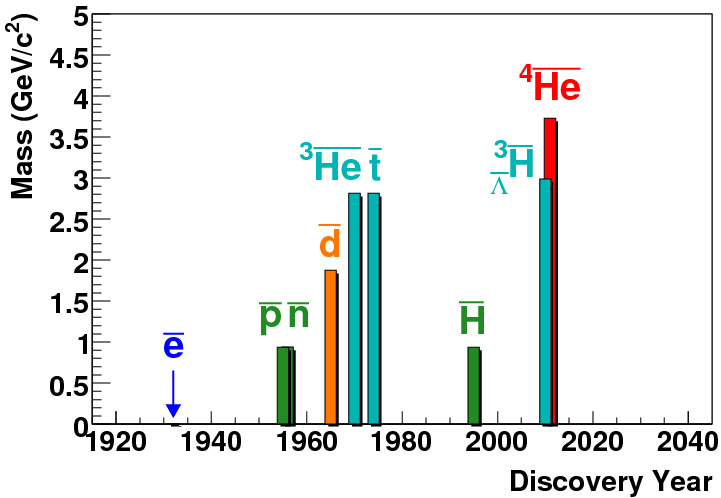 Mass (GeV/c²)
5
4.5
4
3.5
3
2.5
2
1.5
1
0.5
0
e̅
p̅ n̅
d̅
³H̅e̅ t̅
H̅
³H̅
Λ̅
⁴H̅e̅
1920 1940 1960 1980 2000 2020 2040
Discovery Year